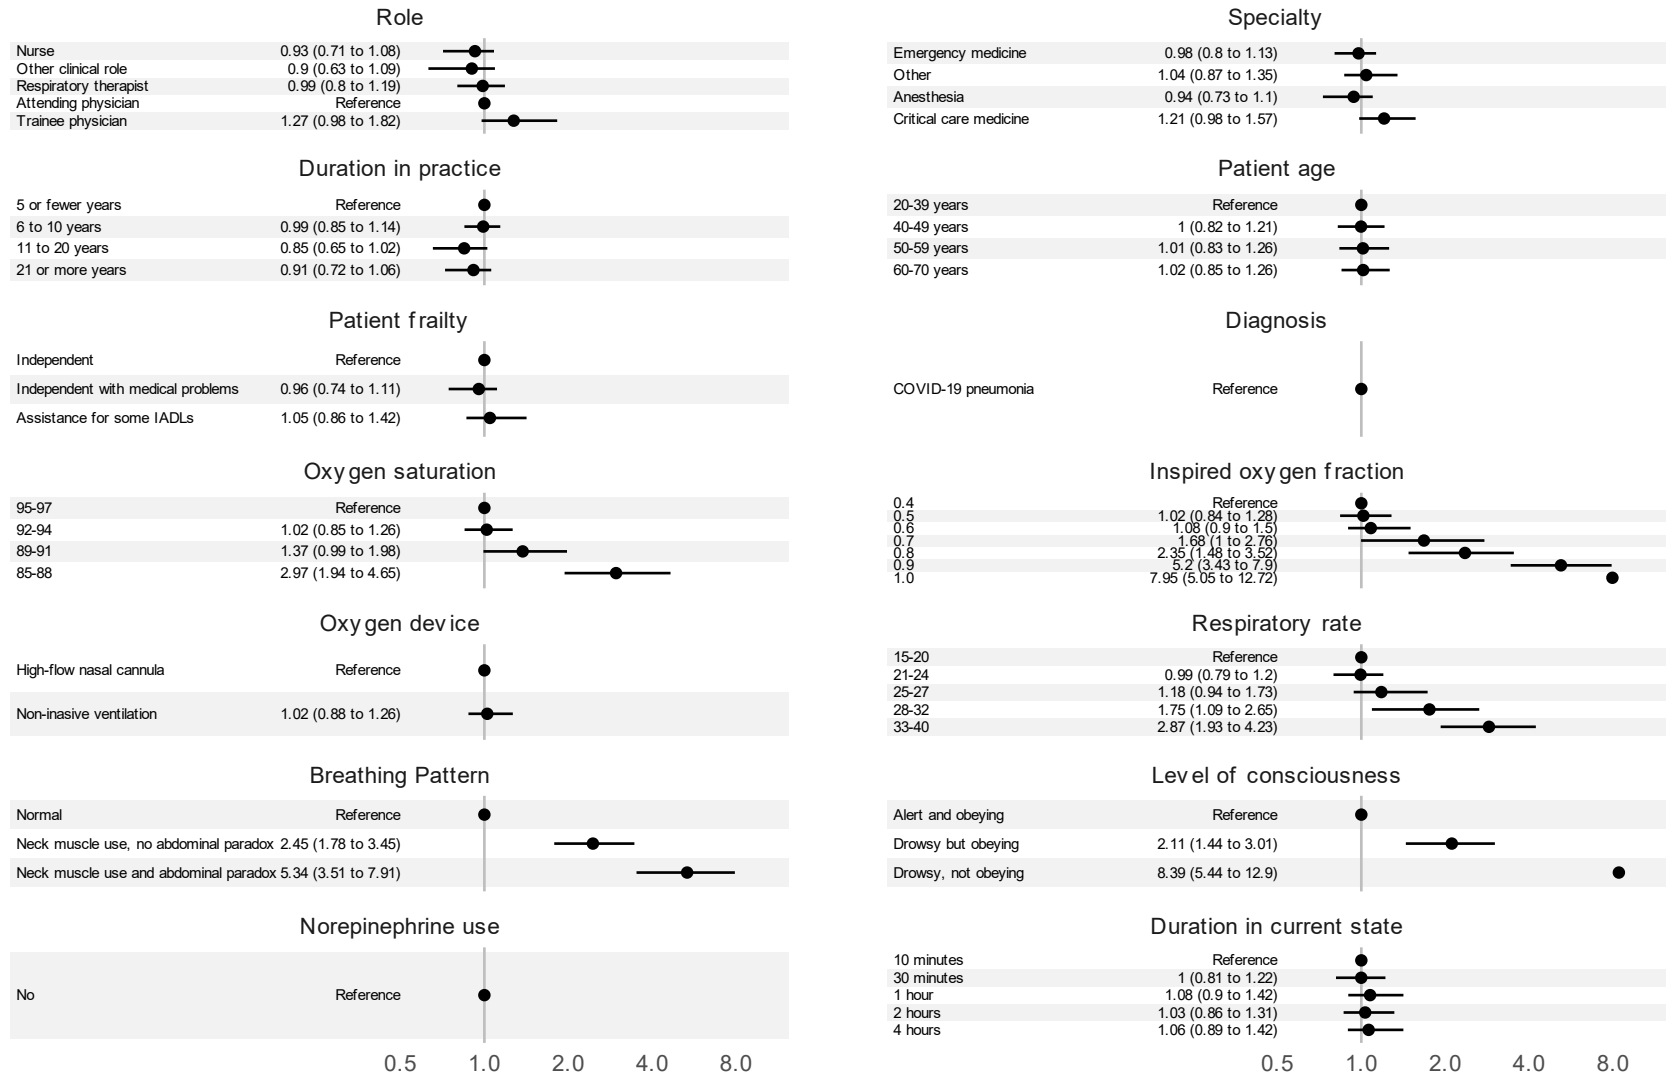 Role
Nurse 0.93 (0.71 to 1.08)
Other clinical role 0.9 (0.63 to 1.09)
Respiratory therapist 0.99 (0.8 to 1.19)
Attending physician Reference
Trainee physician 1.27 (0.98 to 1.82)
Specialty
Emergency medicine 0.98 (0.8 to 1.13)
Other 1.04 (0.87 to 1.35)
Anesthesia 0.94 (0.73 to 1.1)
Critical care medicine 1.21 (0.98 to 1.57)
Duration in practice
5 or fewer years Reference
6 to 10 years 0.99 (0.85 to 1.14)
11 to 20 years 0.85 (0.65 to 1.02)
21 or more years 0.91 (0.72 to 1.06)
Patient age
20-39 years Reference
40-49 years 1 (0.82 to 1.21)
50-59 years 1.01 (0.83 to 1.26)
60-70 years 1.02 (0.85 to 1.26)
Patient frailty
Independent Reference
Independent with medical problems 0.96 (0.74 to 1.11)
Assistance for some IADLs 1.05 (0.86 to 1.42)
Diagnosis
COVID-19 pneumonia Reference
Oxygen saturation
95-97 Reference
92-94 1.02 (0.85 to 1.26)
89-91 1.37 (0.99 to 1.98)
85-88 2.97 (1.94 to 4.65)
Inspired oxygen fraction
0.4 Reference
0.5 1.02 (0.84 to 1.28)
0.6 1.08 (0.9 to 1.5)
0.7 1.68 (1 to 2.76)
0.8 2.35 (1.48 to 3.52)
0.9 5.2 (3.43 to 7.9)
1.0 7.95 (5.05 to 12.72)
Oxygen device
High-flow nasal cannula Reference
Non-inasive ventilation 1.02 (0.88 to 1.26)
Respiratory rate
15-20 Reference
21-24 0.99 (0.79 to 1.2)
25-27 1.18 (0.94 to 1.73)
28-32 1.75 (1.09 to 2.65)
33-40 2.87 (1.93 to 4.23)
Breathing Pattern
Normal Reference
Neck muscle use, no abdominal paradox 2.45 (1.78 to 3.45)
Neck muscle use and abdominal paradox 5.34 (3.51 to 7.91)
Level of consciousness
Alert and obeying Reference
Drowsy but obeying 2.11 (1.44 to 3.01)
Drowsy, not obeying 8.39 (5.44 to 12.9)
Norepinephrine use
No Reference
Duration in current state
10 minutes Reference
30 minutes 1 (0.81 to 1.22)
1 hour 1.08 (0.9 to 1.42)
2 hours 1.03 (0.86 to 1.31)
4 hours 1.06 (0.89 to 1.42)
0.5 1.0 2.0 4.0 8.0
0.5 1.0 2.0 4.0 8.0